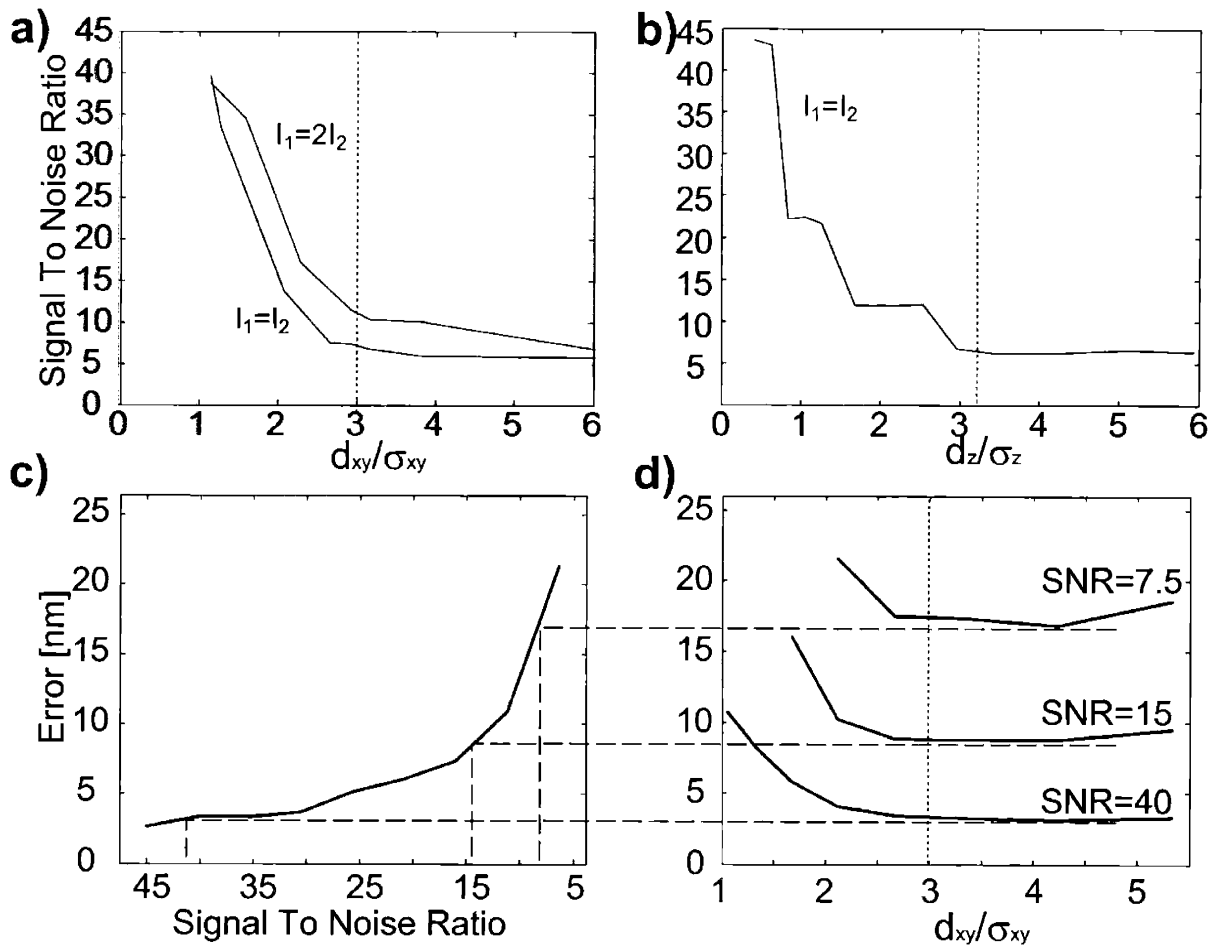 a)
45
40
35
30
25
20
15
10
5
0
Signal To Noise Ratio
I₁=2I₂
I₁=I₂
0 1 2 3 4 5 6
dxy/σxy
b)
45
40
35
30
25
20
15
10
5
I₁=I₂
0 1 2 3 4 5 6
dz/σz
c)
25
20
15
10
5
0
Error [nm]
45 35 25 15 5
Signal To Noise Ratio
d)
25
20
15
10
5
0
SNR=7.5
SNR=15
SNR=40
1 2 3 4 5
dxy/σxy